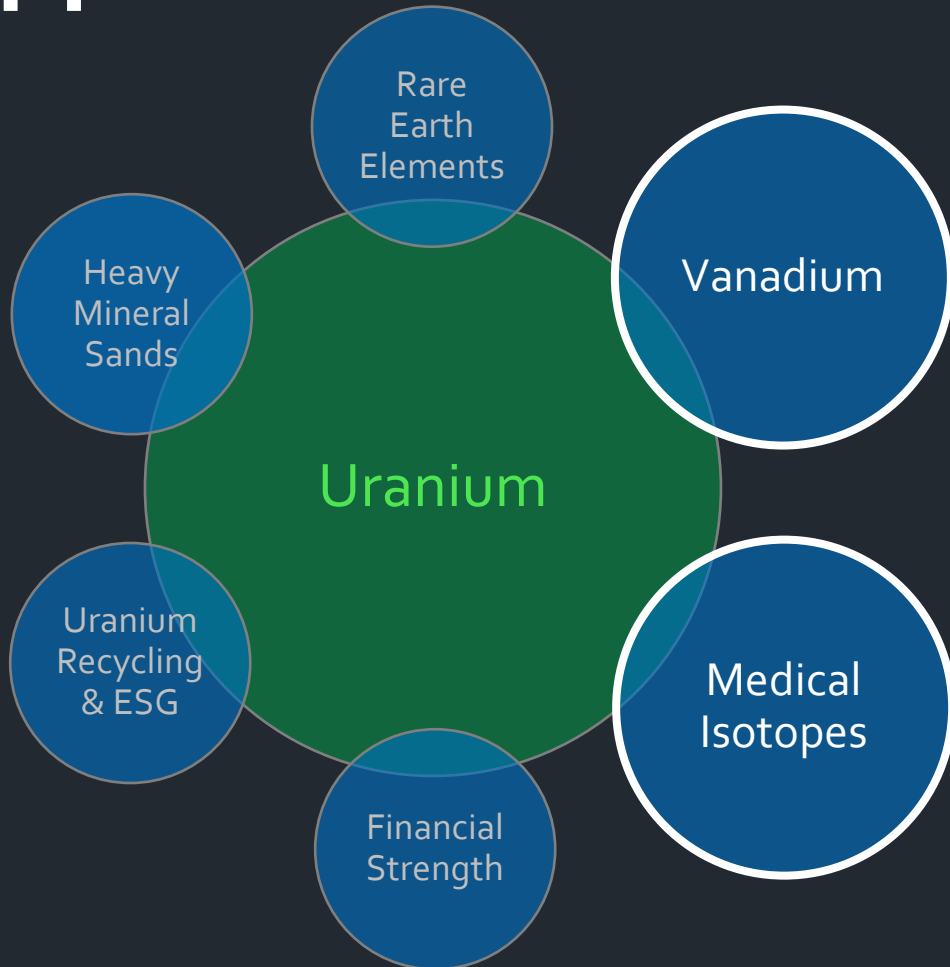 Rare
Earth
Elements
Vanadium
Heavy
Mineral
Sands
Uranium
Uranium
Recycling
& ESG
Medical
Isotopes
Financial
Strength